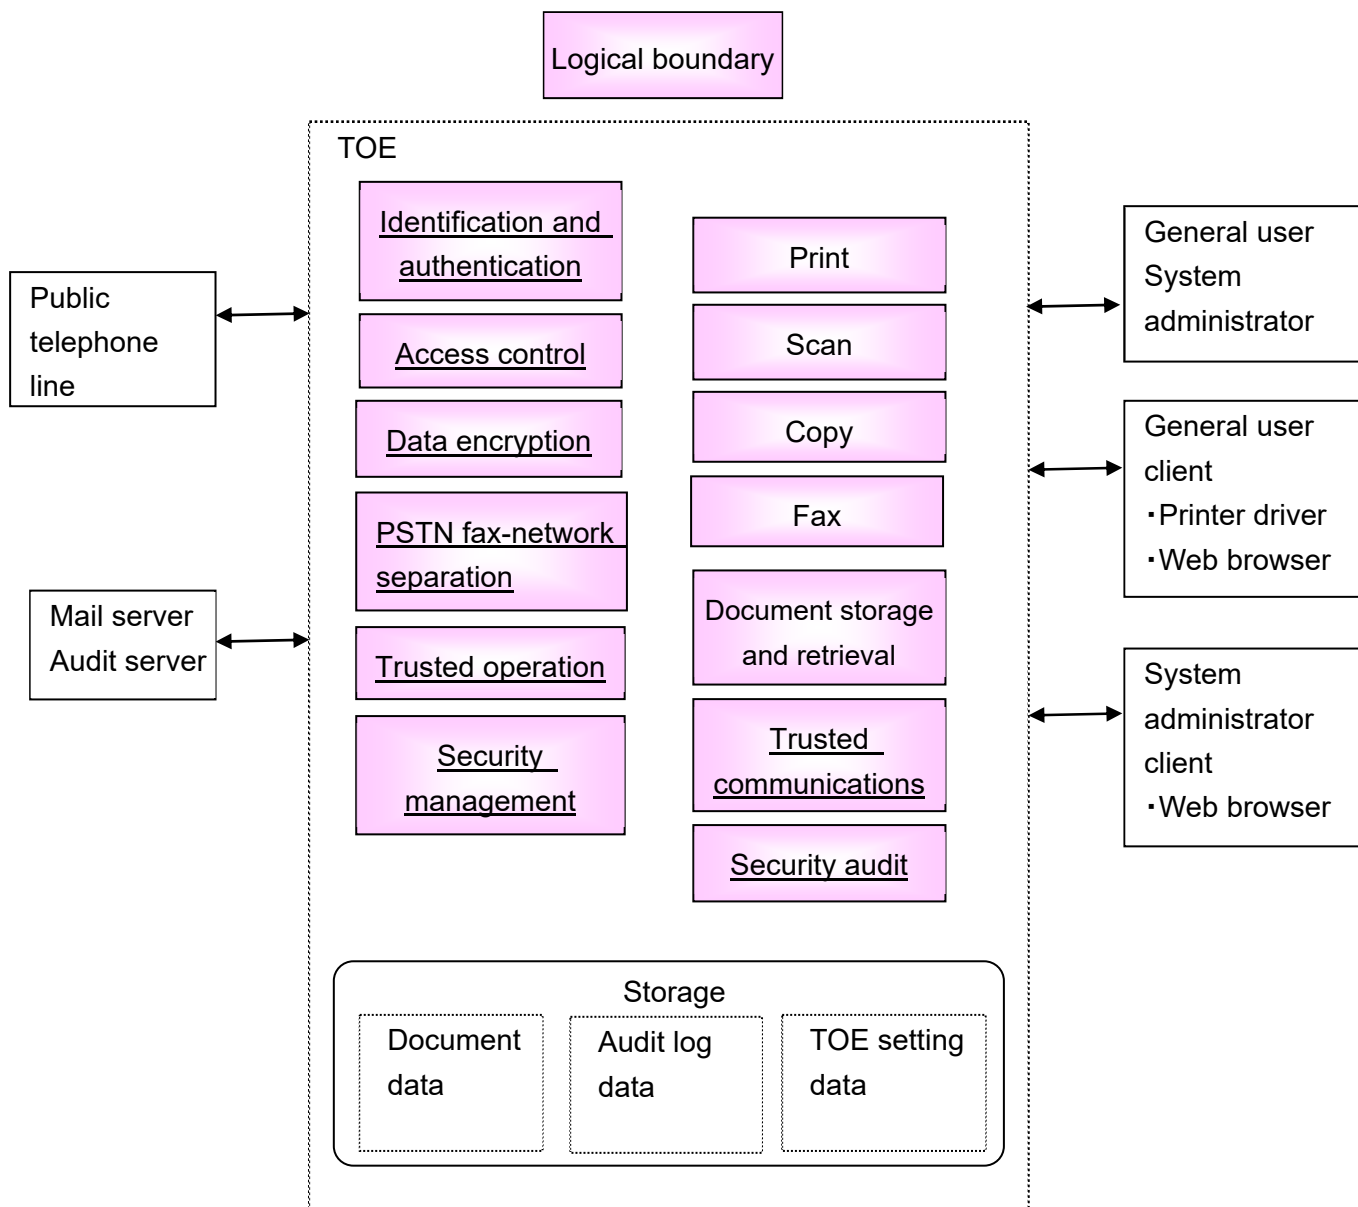 Logical boundary
TOE
Identification and
authentication
Access control
Data encryption
PSTN fax-network
separation
Trusted operation
Security
management
Print
Scan
Copy
Fax
Document storage
and retrieval
Trusted
communications
Security audit
Public
telephone
line
Mail server
Audit server
General user
System
administrator
General user
client
・Printer driver
・Web browser
System
administrator
client
・Web browser
Storage
Document
data
Audit log
data
TOE setting
data